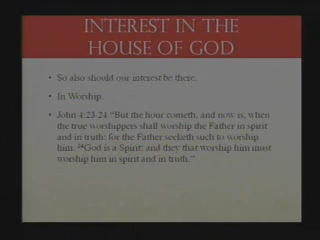 INTEREST IN THE
HOUSE OF GOD
• So also should our interest be there.
• In Worship.
• John 4:23-24 “But the hour cometh, and now is, when
the true worshippers shall worship the Father in spirit
and in truth: for the Father seeketh such to worship
him. 24God is a Spirit: and they that worship him must
worship him in spirit and in truth.”